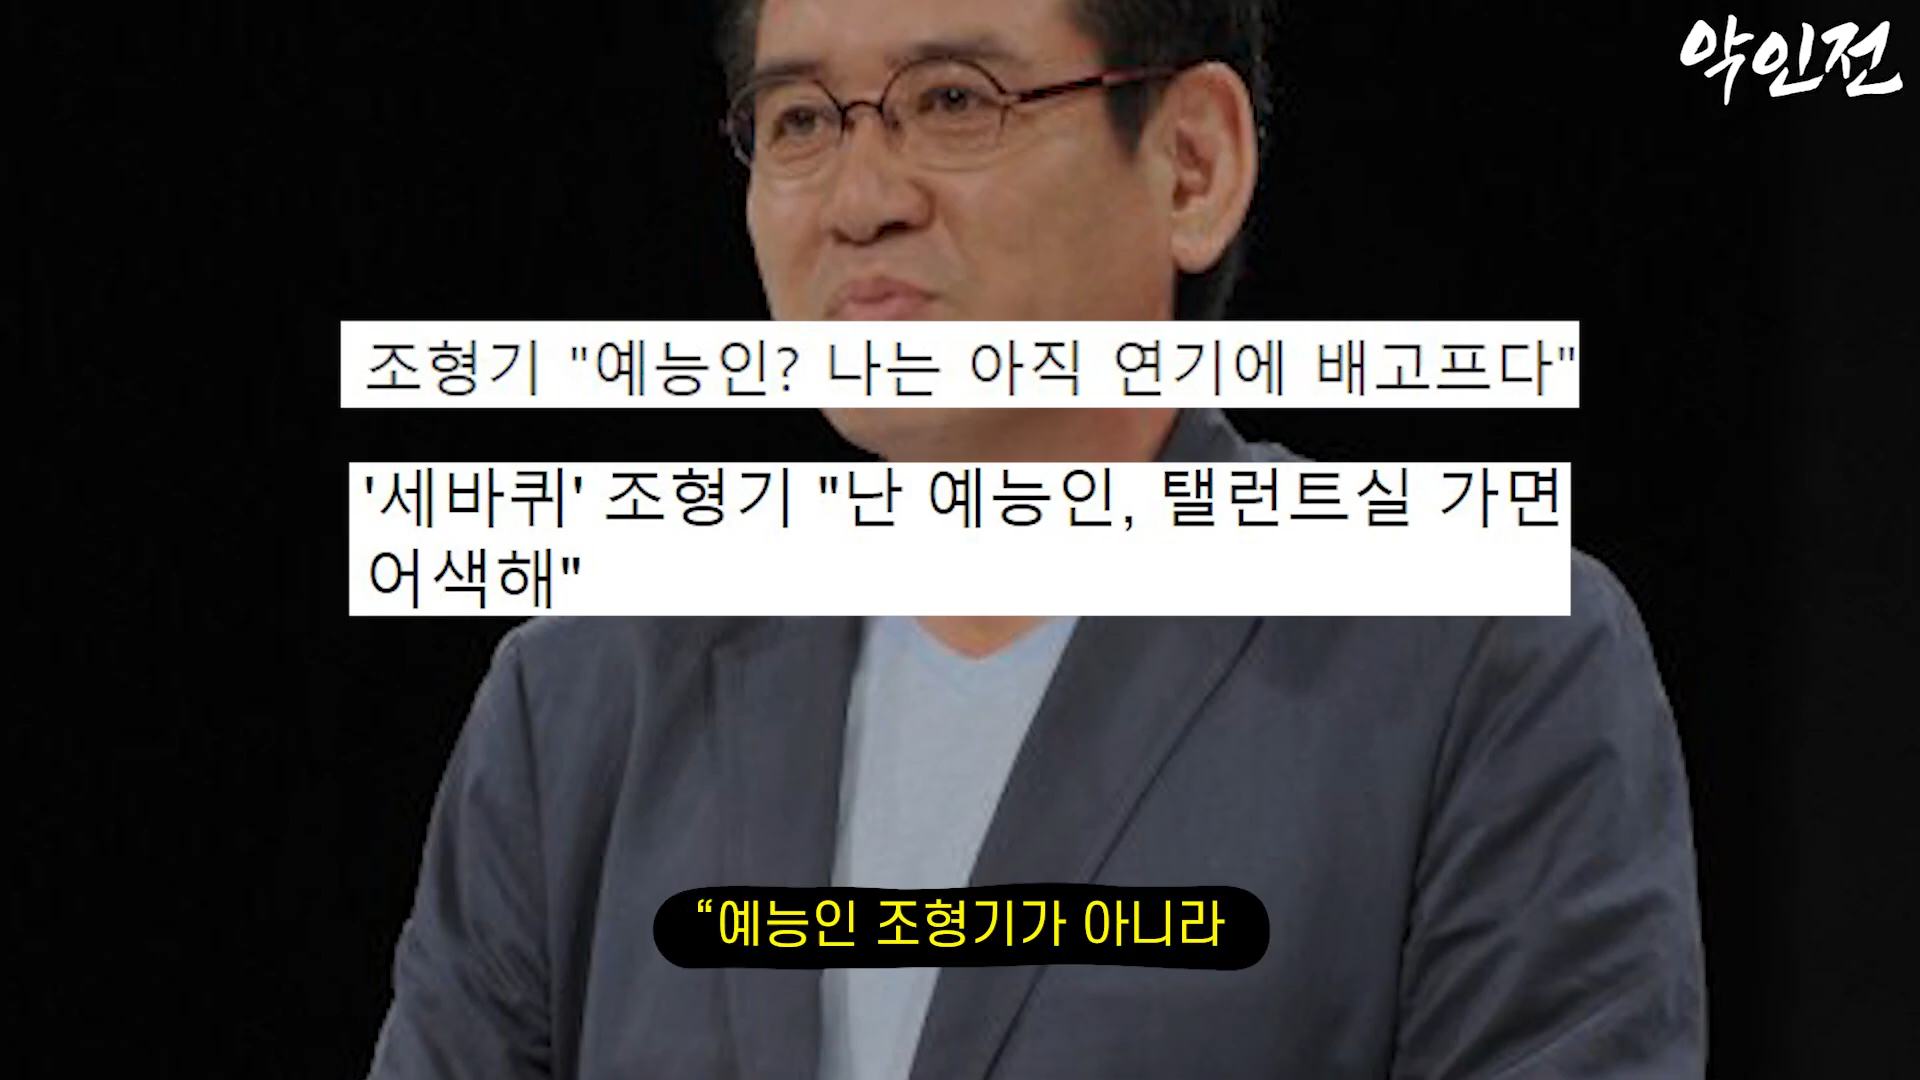 약인전
조형기 "예능인? 나는 아직 연기에 배고프다"
'세바퀴' 조형기 "난 예능인, 탤런트실 가면
어색해"
“예능인 조형기가 아니라